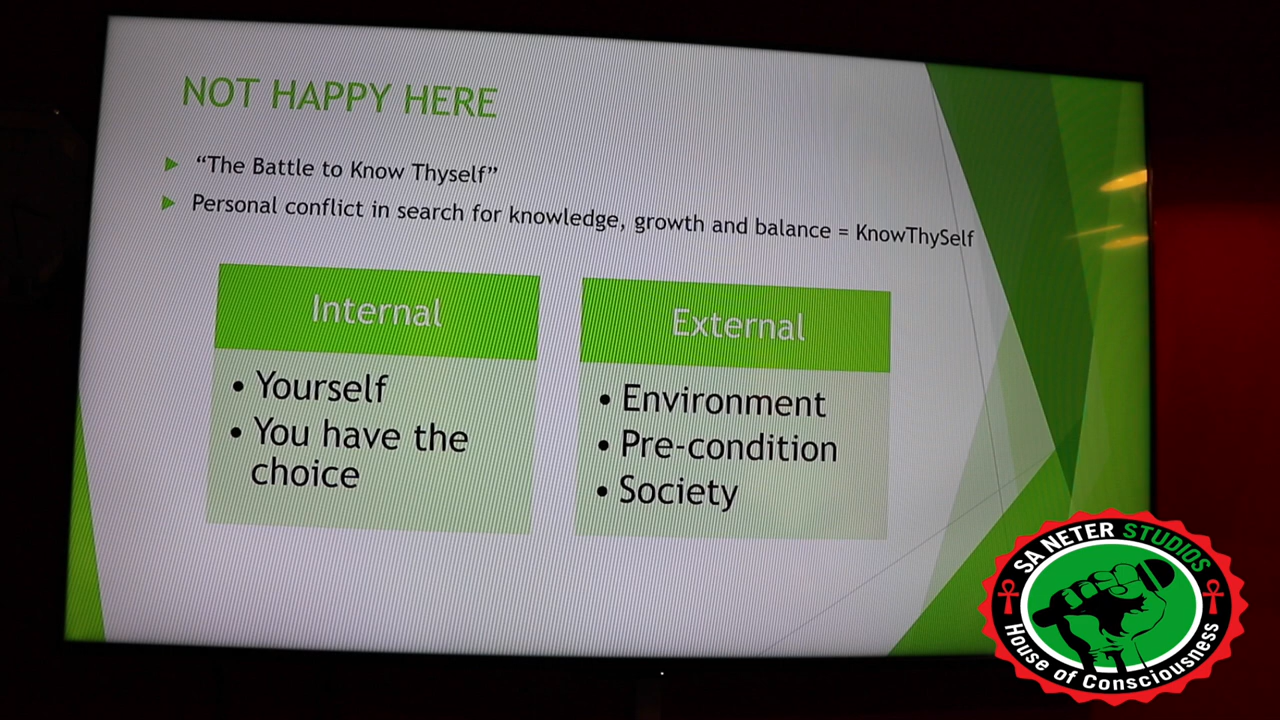 NOT HAPPY HERE
“The Battle to Know Thyself”
Personal conflict in search for knowledge, growth and balance = KnowThySelf
Internal
• Yourself
• You have the
choice
External
• Environment
• Pre-condition
• Society
SA NETER STUDIOS
House of Consciousness